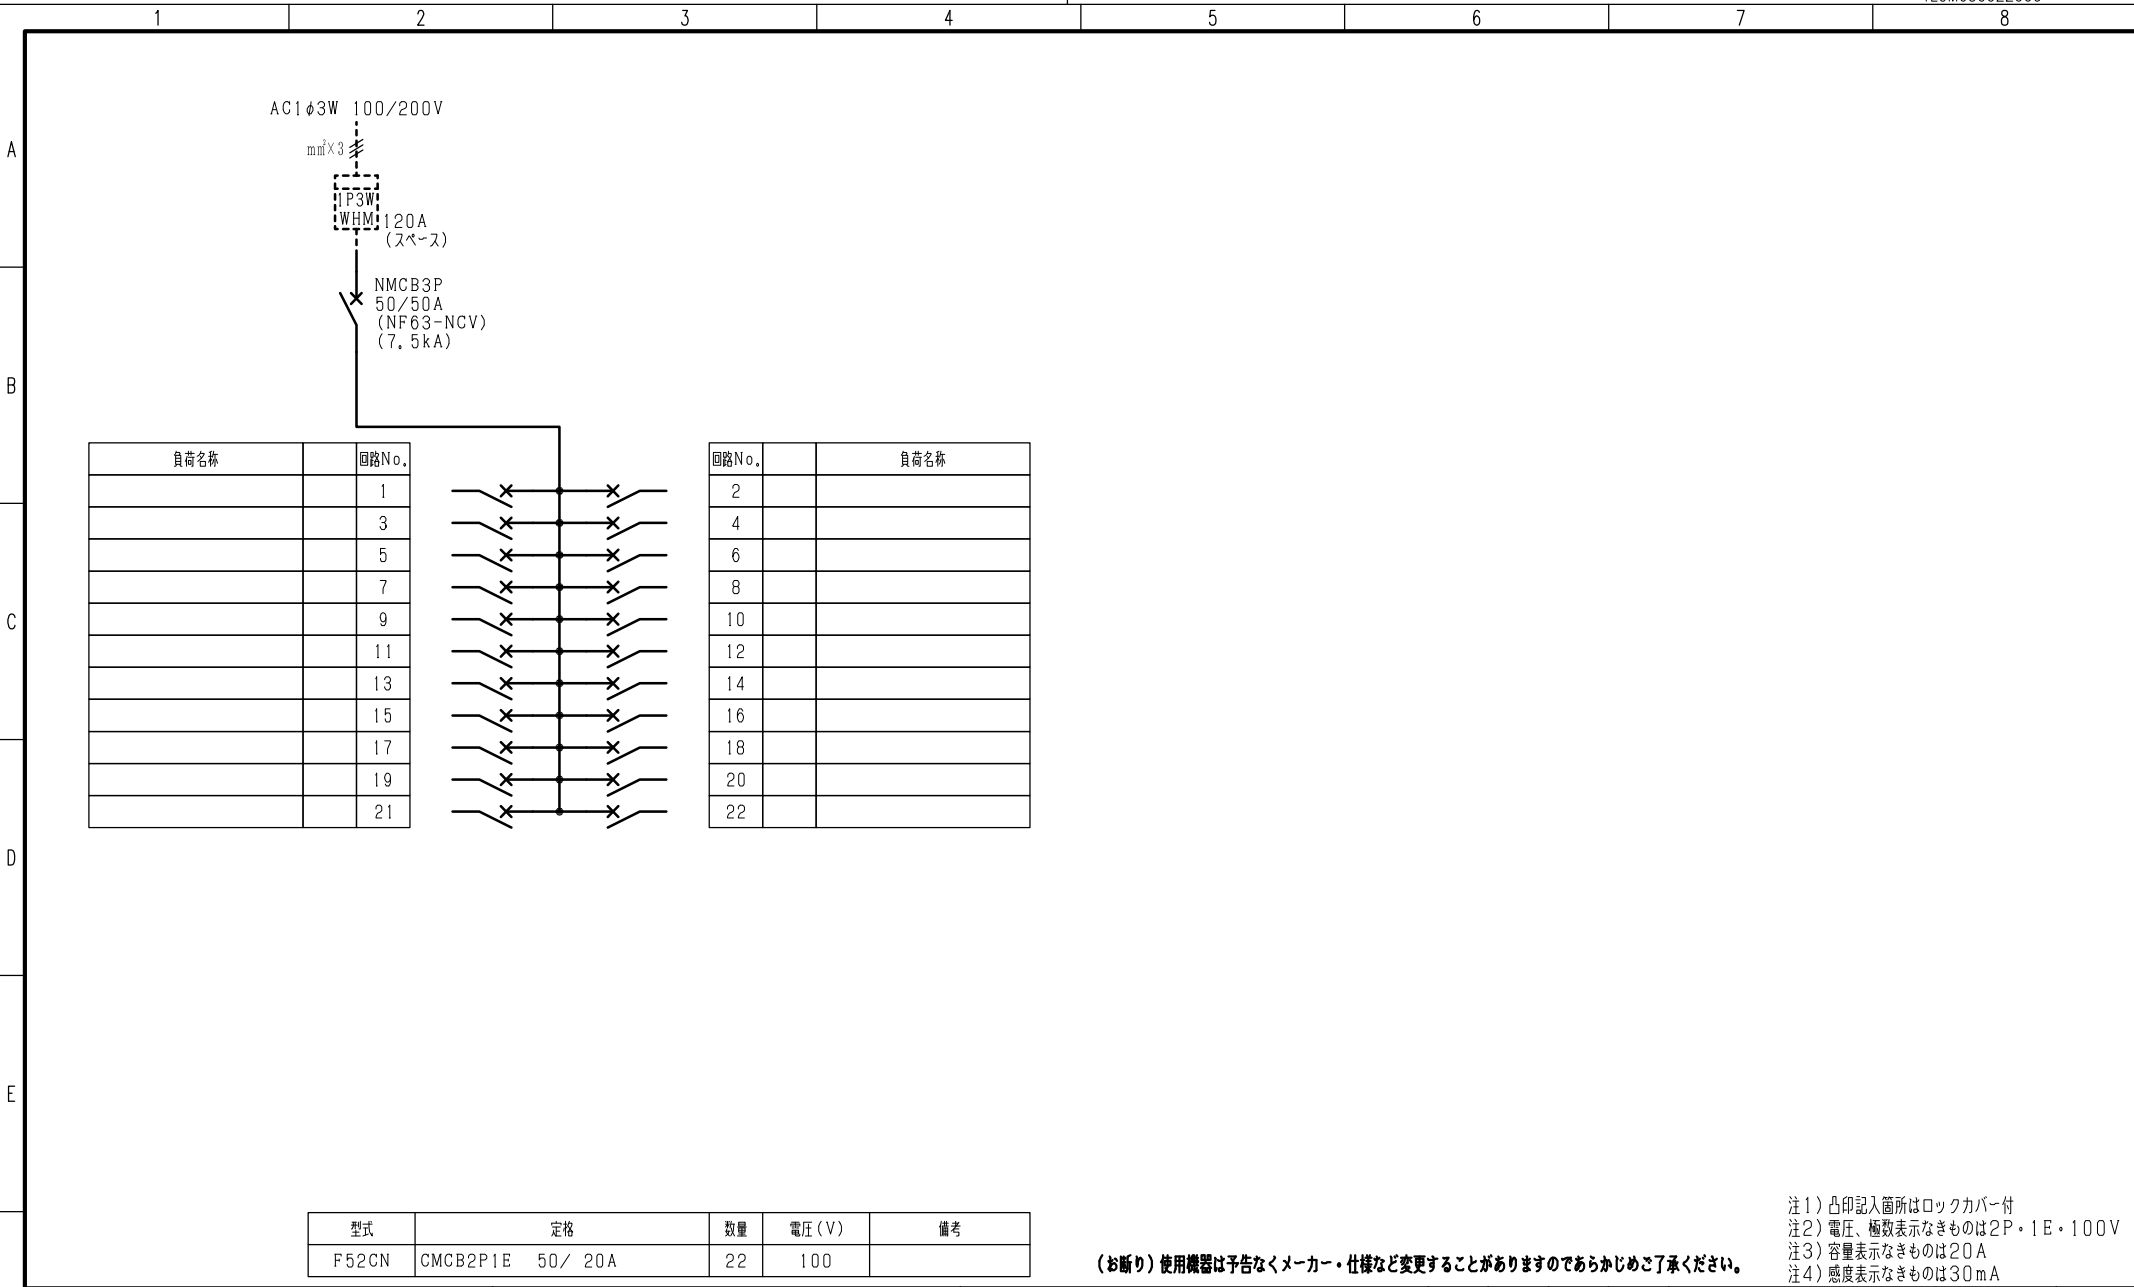 1 2 3 4 5 6 7 8
A
B
C
D
E
AC1φ3W 100/200V
mm²×3
1P3W
WHM
120A
(スペース)
NMCB3P
50/50A
(NF63-NCV)
(7.5kA)
負荷名称 回路No. 回路No. 負荷名称
1 2
3 4
5 6
7 8
9 10
11 12
13 14
15 16
17 18
19 20
21 22
型式 定格 数量 電圧(V) 備考
F52CN CMCB2P1E 50/ 20A 22 100
(お断り)使用機器は予告なくメーカー・仕様など変更することがありますのであらかじめご了承ください。
注1)凸印記入箇所はロックカバー付
注2)電圧、極数表示なきものは2P・1E・100V
注3)容量表示なきものは20A
注4)感度表示なきものは30mA